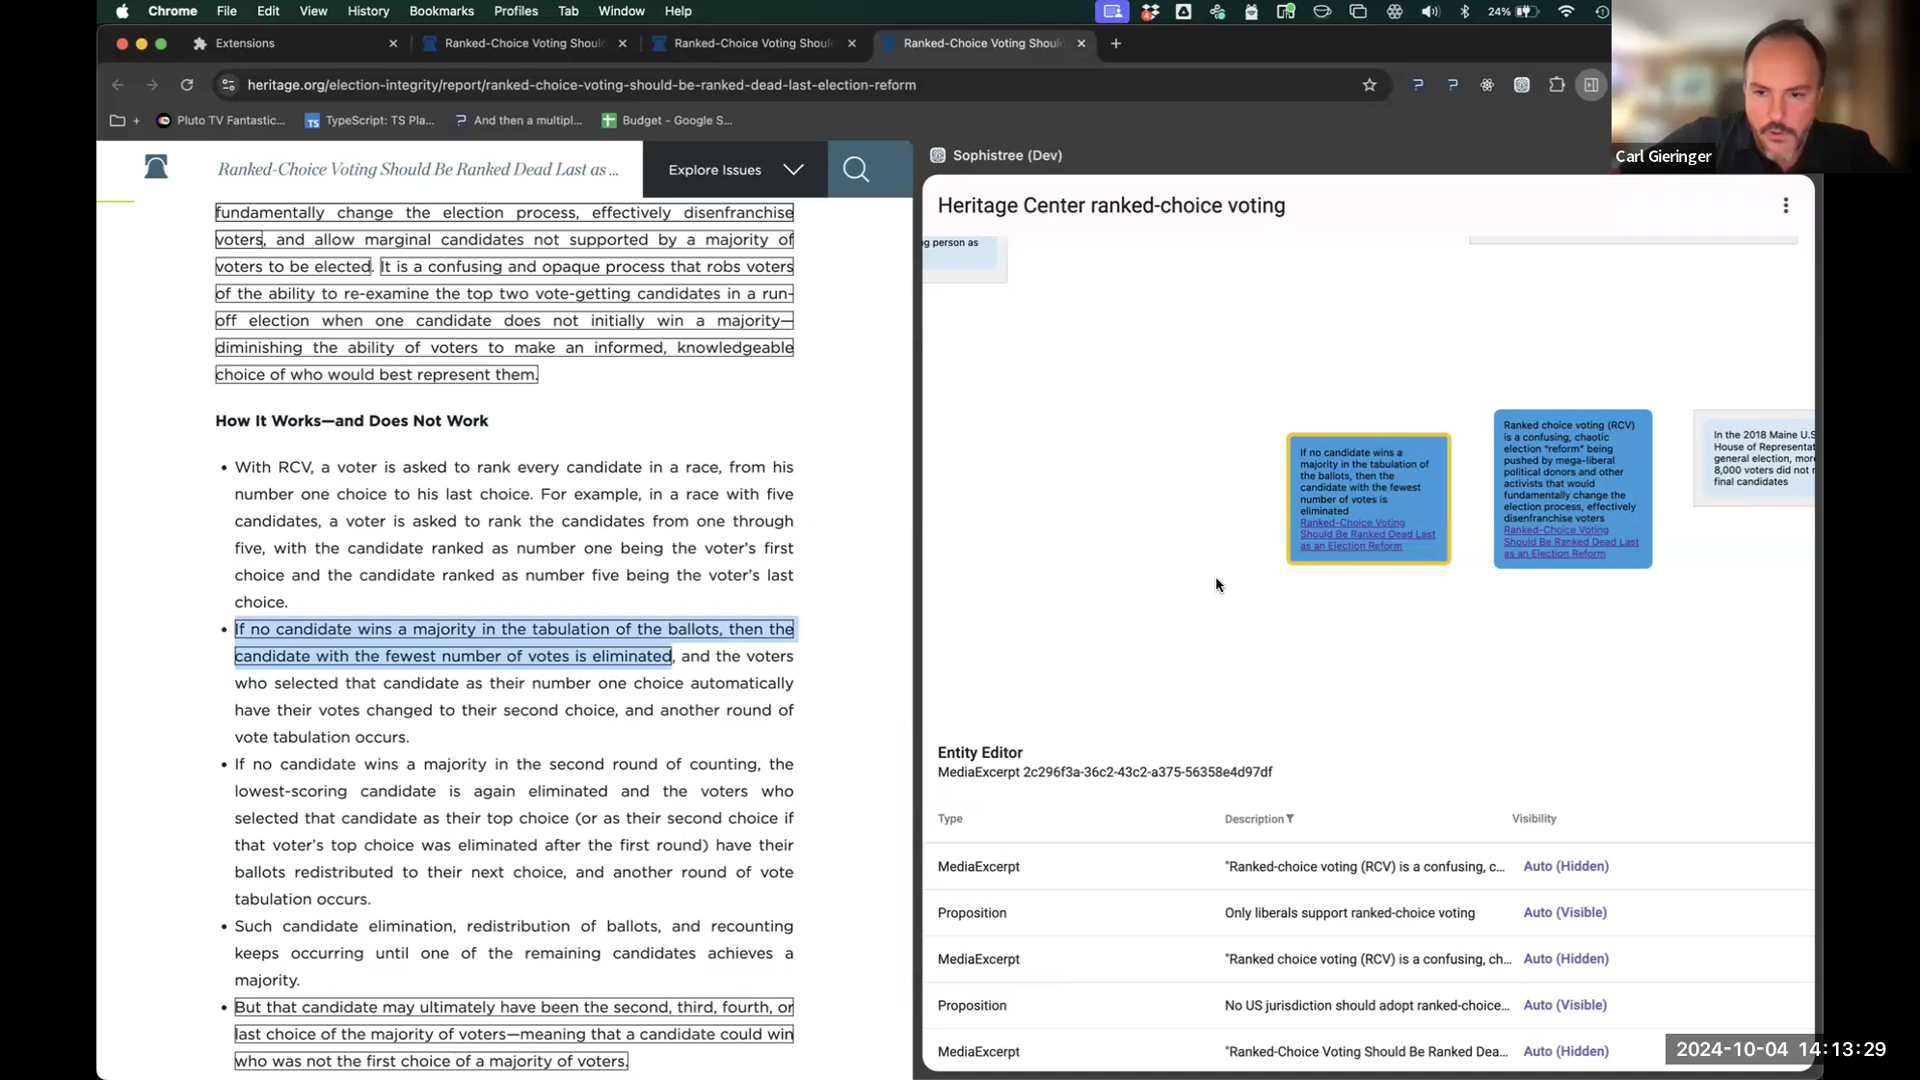 Chrome File Edit View History Bookmarks Profiles Tab Window Help
24%
Extensions
Ranked-Choice Voting Shoul
Ranked-Choice Voting Shoul
Ranked-Choice Voting Shoul
heritage.org/election-integrity/report/ranked-choice-voting-should-be-ranked-dead-last-election-reform
Pluto TV Fantastic...
TS TypeScript: TS Pla...
And then a multipl...
Budget - Google S...
Carl Gieringer
Ranked-Choice Voting Should Be Ranked Dead Last as ...
Explore Issues
fundamentally change the election process, effectively disenfranchise
voters, and allow marginal candidates not supported by a majority of
voters to be elected. It is a confusing and opaque process that robs voters
of the ability to re-examine the top two vote-getting candidates in a run-
off election when one candidate does not initially win a majority—
diminishing the ability of voters to make an informed, knowledgeable
choice of who would best represent them.
How It Works—and Does Not Work
• With RCV, a voter is asked to rank every candidate in a race, from his
number one choice to his last choice. For example, in a race with five
candidates, a voter is asked to rank the candidates from one through
five, with the candidate ranked as number one being the voter's first
choice and the candidate ranked as number five being the voter's last
choice.
• If no candidate wins a majority in the tabulation of the ballots, then the
candidate with the fewest number of votes is eliminated, and the voters
who selected that candidate as their number one choice automatically
have their votes changed to their second choice, and another round of
vote tabulation occurs.
• If no candidate wins a majority in the second round of counting, the
lowest-scoring candidate is again eliminated and the voters who
selected that candidate as their top choice (or as their second choice if
that voter's top choice was eliminated after the first round) have their
ballots redistributed to their next choice, and another round of vote
tabulation occurs.
• Such candidate elimination, redistribution of ballots, and recounting
keeps occurring until one of the remaining candidates achieves a
majority.
• But that candidate may ultimately have been the second, third, fourth, or
last choice of the majority of voters—meaning that a candidate could win
who was not the first choice of a majority of voters.
Sophistree (Dev)
Heritage Center ranked-choice voting
g person as
If no candidate wins a
majority in the tabulation of
the ballots, then the
candidate with the fewest
number of votes is
eliminated
Ranked-Choice Voting
Should Be Ranked Dead Last
as an Election Reform
Ranked choice voting (RCV)
is a confusing, chaotic
election "reform" being
pushed by mega-liberal
political donors and other
activists that would
fundamentally change the
election process, effectively
disenfranchise voters
Ranked-Choice Voting
Should Be Ranked Dead Last
as an Election Reform
In the 2018 Maine U.S
House of Representat
general election, mor
8,000 voters did not r
final candidates
Entity Editor
MediaExcerpt 2c296f3a-36c2-43c2-a375-56358e4d97df
Type Description Visibility
MediaExcerpt "Ranked-choice voting (RCV) is a confusing, c... Auto (Hidden)
Proposition Only liberals support ranked-choice voting Auto (Visible)
MediaExcerpt "Ranked choice voting (RCV) is a confusing, ch... Auto (Hidden)
Proposition No US jurisdiction should adopt ranked-choice... Auto (Visible)
MediaExcerpt "Ranked-Choice Voting Should Be Ranked Dea... Auto (Hidden)
2024-10-04 14:13:29